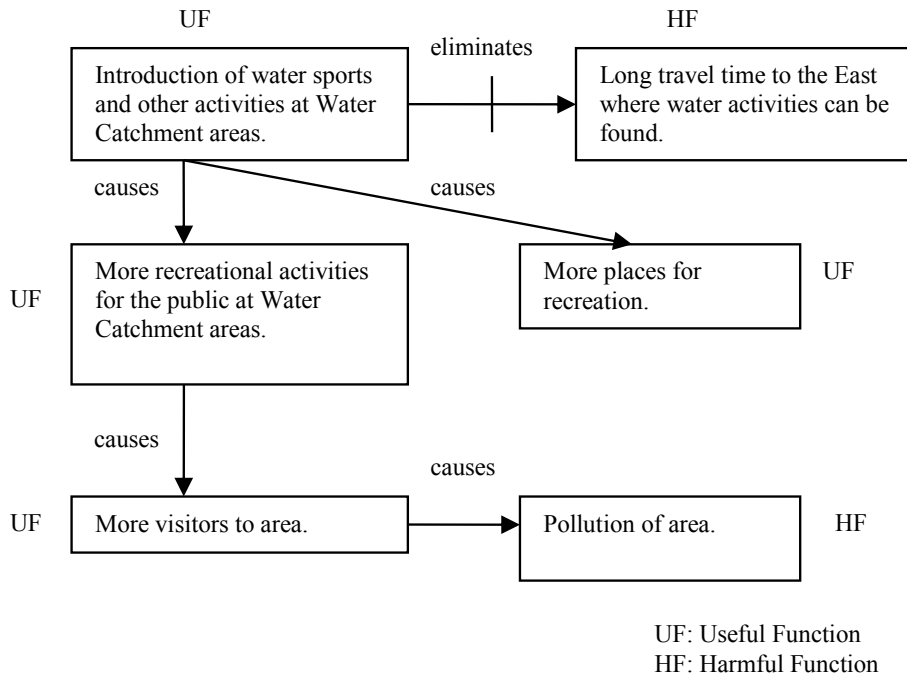 UF
HF
eliminates
Introduction of water sports
and other activities at Water
Catchment areas.
Long travel time to the East
where water activities can be
found.
causes
causes
UF
More recreational activities
for the public at Water
Catchment areas.
More places for
recreation.
UF
causes
causes
UF
More visitors to area.
Pollution of area.
HF
UF: Useful Function
HF: Harmful Function